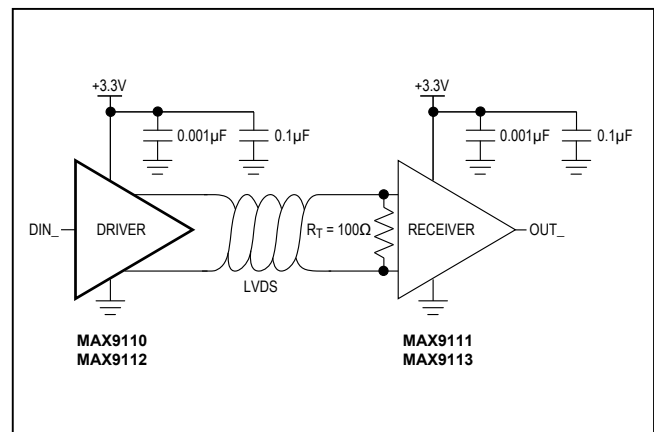 +3.3V
+3.3V
0.001µF
0.1µF
0.001µF
0.1µF
DIN_
DRIVER
R_T = 100Ω
RECEIVER
OUT_
LVDS
MAX9110
MAX9112
MAX9111
MAX9113